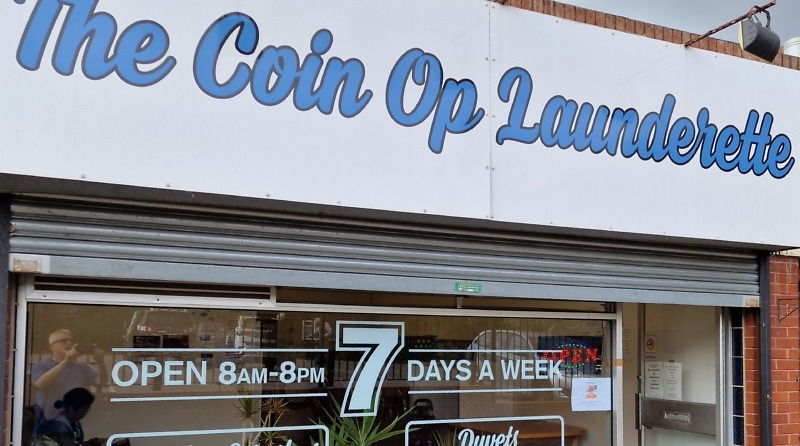 The Coin Op Launderette
OPEN 8AM-8PM 7 DAYS A WEEK
OPEN
Duvets